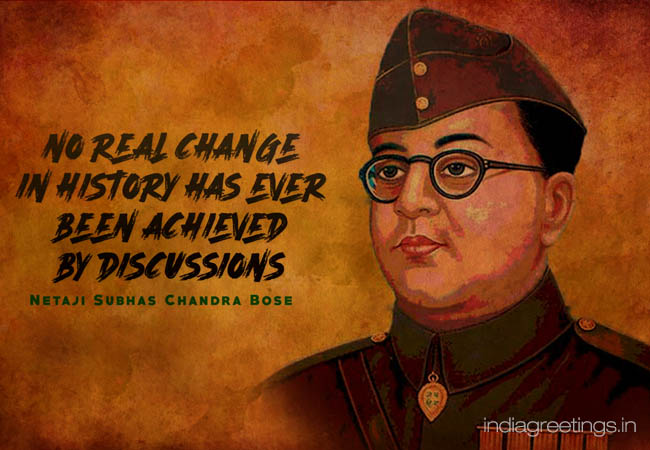 NO REAL CHANGE
IN HISTORY HAS EVER
BEEN ACHIEVED
BY DISCUSSIONS
NETAJI SUBHAS CHANDRA BOSE
indiagreetings.in